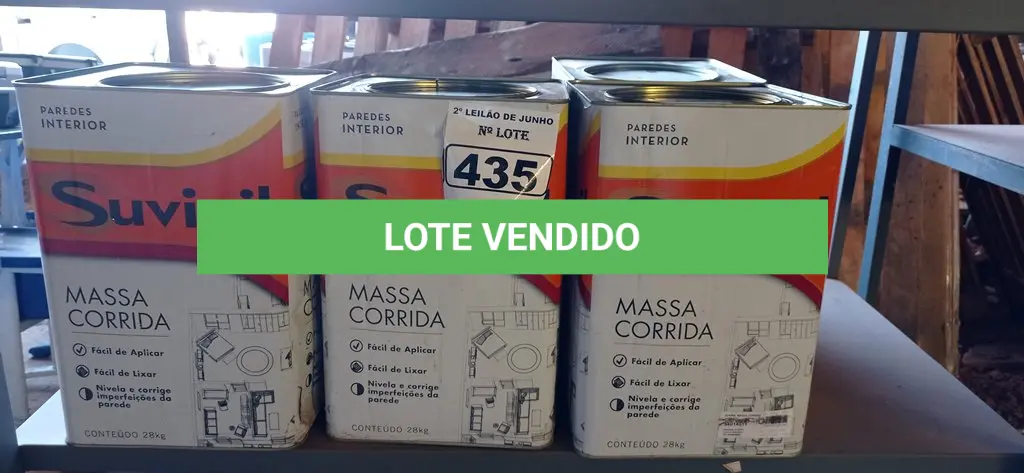 PAREDES
INTERIOR
Suvinil
MASSA
CORRIDA
Fácil de Aplicar
Fácil de Lixar
Nivela e corrige
imperfeições da
parede
CONTEÚDO 28kg
PAREDES
INTERIOR
2º LEILÃO DE JUNHO
Nº LOTE
435
MASSA
CORRIDA
Fácil de Aplicar
Fácil de Lixar
Nivela e corrige
imperfeições da
parede
CONTEÚDO 28kg
PAREDES
INTERIOR
MASSA
CORRIDA
Fácil de Aplicar
Fácil de Lixar
Nivela e corrige
imperfeições da
parede
CONTEÚDO 28kg
LOTE VENDIDO